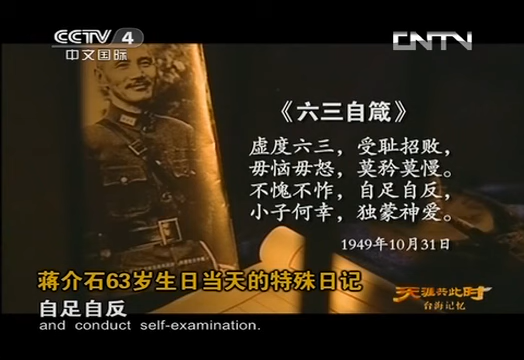 CCTV 4
中文国际
CNTV
《六三自箴》
虚度六三，受耻招败，
毋恼毋怒，莫矜莫慢。
不愧不怍，自足自反，
小子何幸，独蒙神爱。
1949年10月31日
蒋介石63岁生日当天的特殊日记
天涯共此时
台海记忆
自足自反
and conduct self-examination.